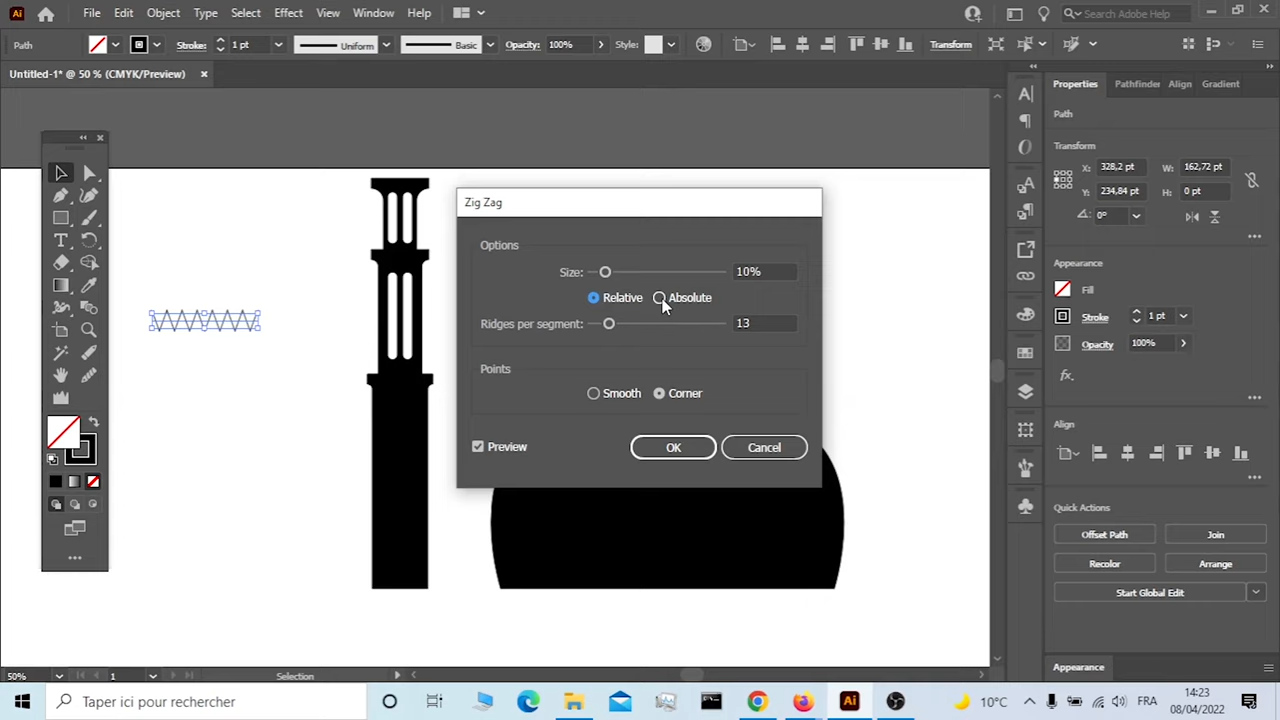 Ai File Edit Object Type Select Effect View Window Help Search Adobe Help
Path Stroke: 1 pt Uniform Basic Opacity: 100% Style: Transform
Untitled-1* @ 50 % (CMYK/Preview)
Properties Pathfinder Align Gradient
Path
Transform
X: 328,2 pt W: 162,72 pt
Y: 234,84 pt H: 0 pt
0°
Appearance
Fill
Stroke 1 pt
Opacity 100%
fx
Align
Quick Actions
Offset Path Join
Recolor Arrange
Start Global Edit
Appearance
Zig Zag
Options
Size: 10%
Relative Absolute
Ridges per segment: 13
Points
Smooth Corner
Preview OK Cancel
50% 1 Selection
Taper ici pour rechercher Ai 10°C FRA 14:23
08/04/2022